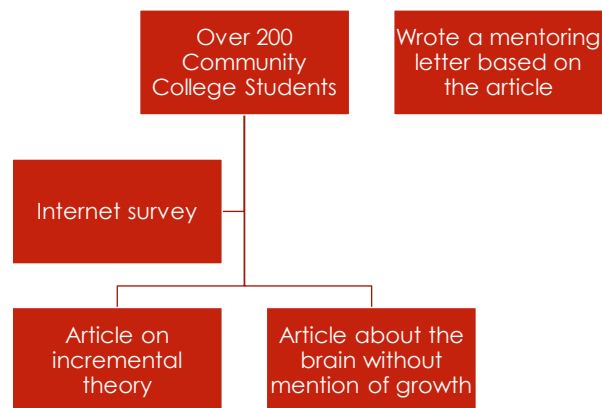 Over 200
Community
College Students
Wrote a mentoring
letter based on
the article
Internet survey
Article on
incremental
theory
Article about the
brain without
mention of growth